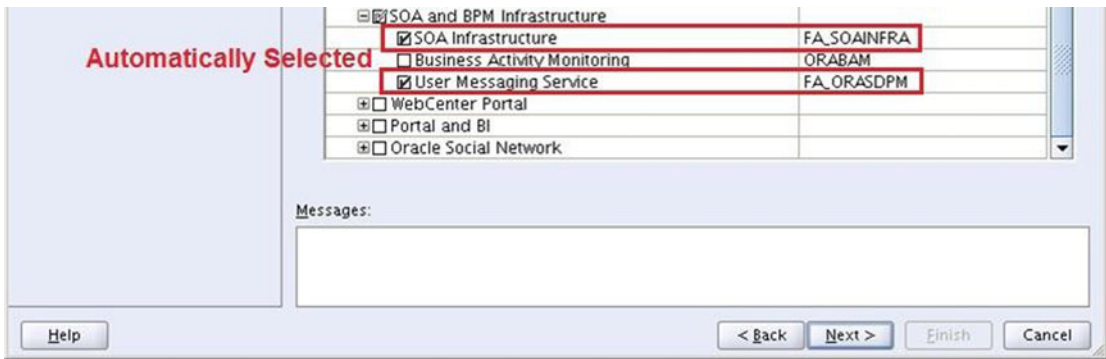 SOA and BPM Infrastructure
SOA Infrastructure FA_SOAINFRA
Automatically Selected
Business Activity Monitoring ORABAM
User Messaging Service FA_ORASDPM
WebCenter Portal
Portal and BI
Oracle Social Network
Messages:
Help < Back Next > Finish Cancel